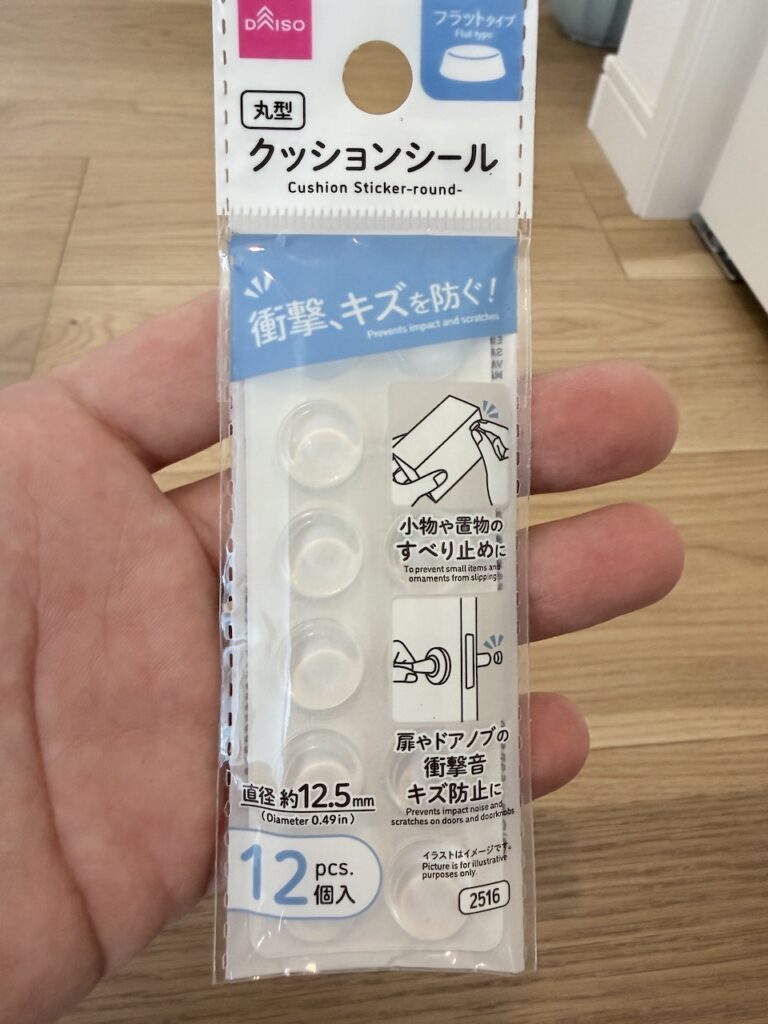 DAISO
フラットタイプ
Flat type
丸型
クッションシール
Cushion Sticker-round-
衝撃、キズを防ぐ!
Prevents impact and scratches
小物や置物の
すべり止めに
To prevent small items and
ornaments from slipping
扉やドアノブの
衝撃音
キズ防止に
Prevents impact noise and
scratches on doors and doorknobs
直径 約12.5mm
(Diameter 0.49in)
12 pcs.
個入
イラストはイメージです。
Picture is for illustrative
purposes only.
2516